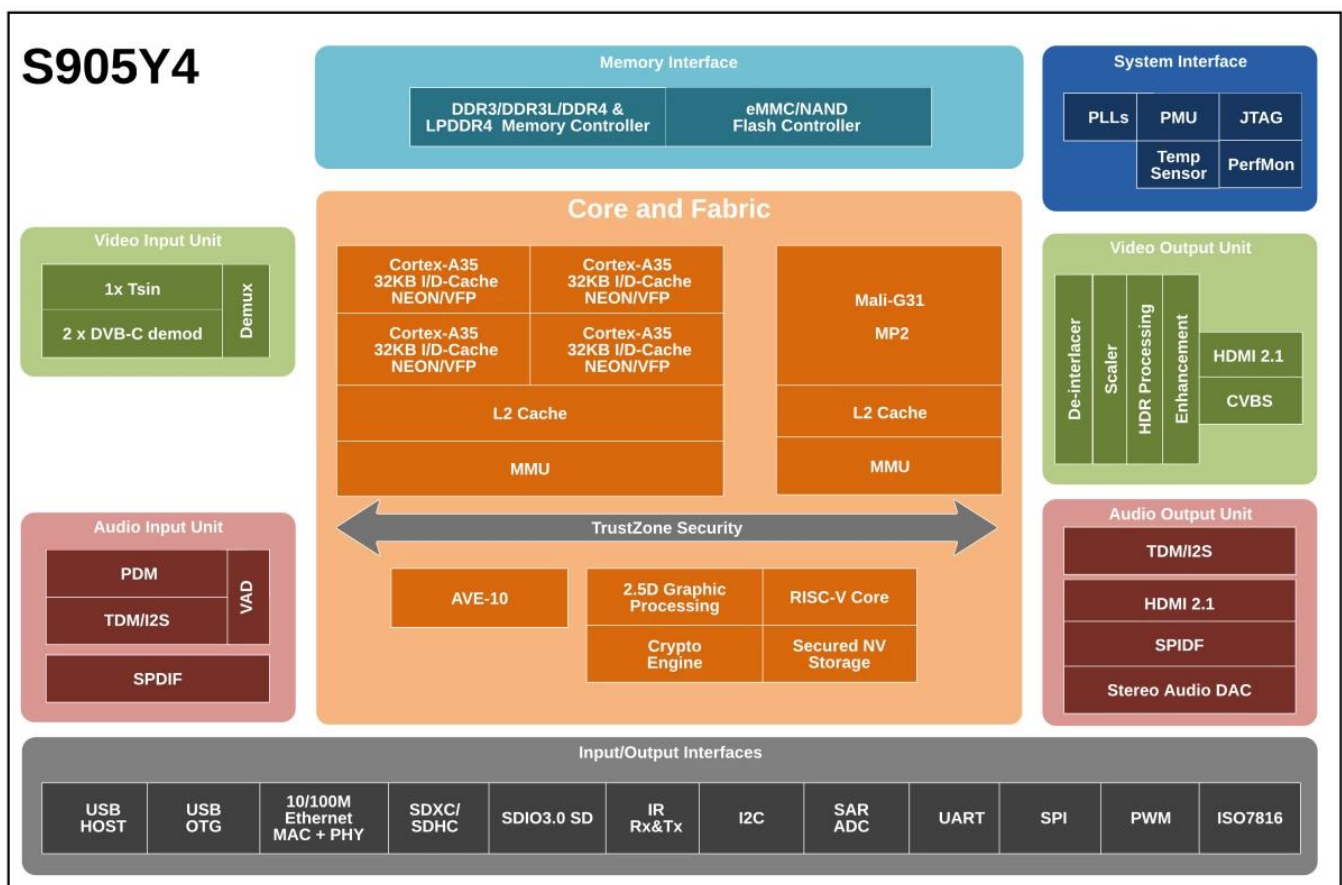 S905Y4
Memory Interface
DDR3/DDR3L/DDR4 &
LPDDR4 Memory Controller
eMMC/NAND
Flash Controller
System Interface
PLLs
PMU
JTAG
Temp
Sensor
PerfMon
Video Input Unit
1x Tsin
2 x DVB-C demod
Demux
Core and Fabric
Cortex-A35
32KB I/D-Cache
NEON/VFP
Cortex-A35
32KB I/D-Cache
NEON/VFP
Cortex-A35
32KB I/D-Cache
NEON/VFP
Cortex-A35
32KB I/D-Cache
NEON/VFP
L2 Cache
MMU
Mali-G31
MP2
L2 Cache
MMU
TrustZone Security
AVE-10
2.5D Graphic
Processing
RISC-V Core
Crypto
Engine
Secured NV
Storage
Video Output Unit
De-interlacer
Scaler
HDR Processing
Enhancement
HDMI 2.1
CVBS
Audio Input Unit
PDM
TDM/I2S
VAD
SPDIF
Audio Output Unit
TDM/I2S
HDMI 2.1
SPIDF
Stereo Audio DAC
Input/Output Interfaces
USB
HOST
USB
OTG
10/100M
Ethernet
MAC + PHY
SDXC/
SDHC
SDIO3.0 SD
IR
Rx&Tx
I2C
SAR
ADC
UART
SPI
PWM
ISO7816